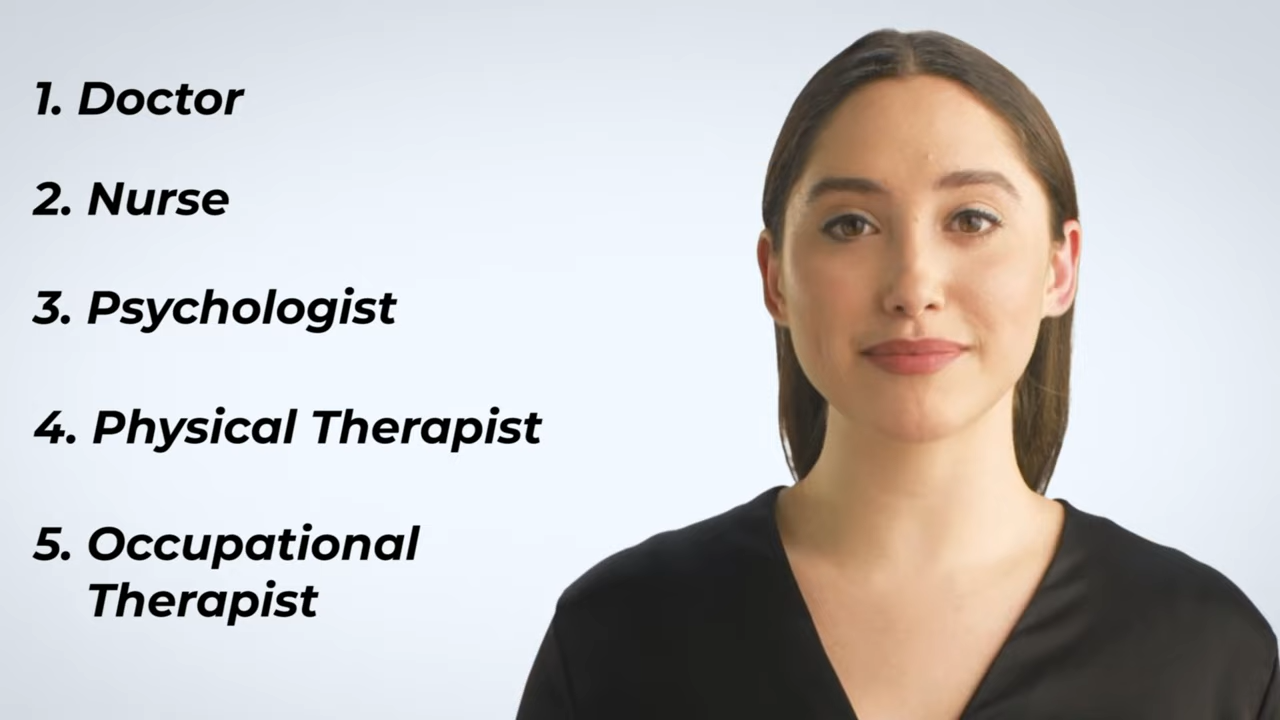 1. Doctor
2. Nurse
3. Psychologist
4. Physical Therapist
5. Occupational
Therapist